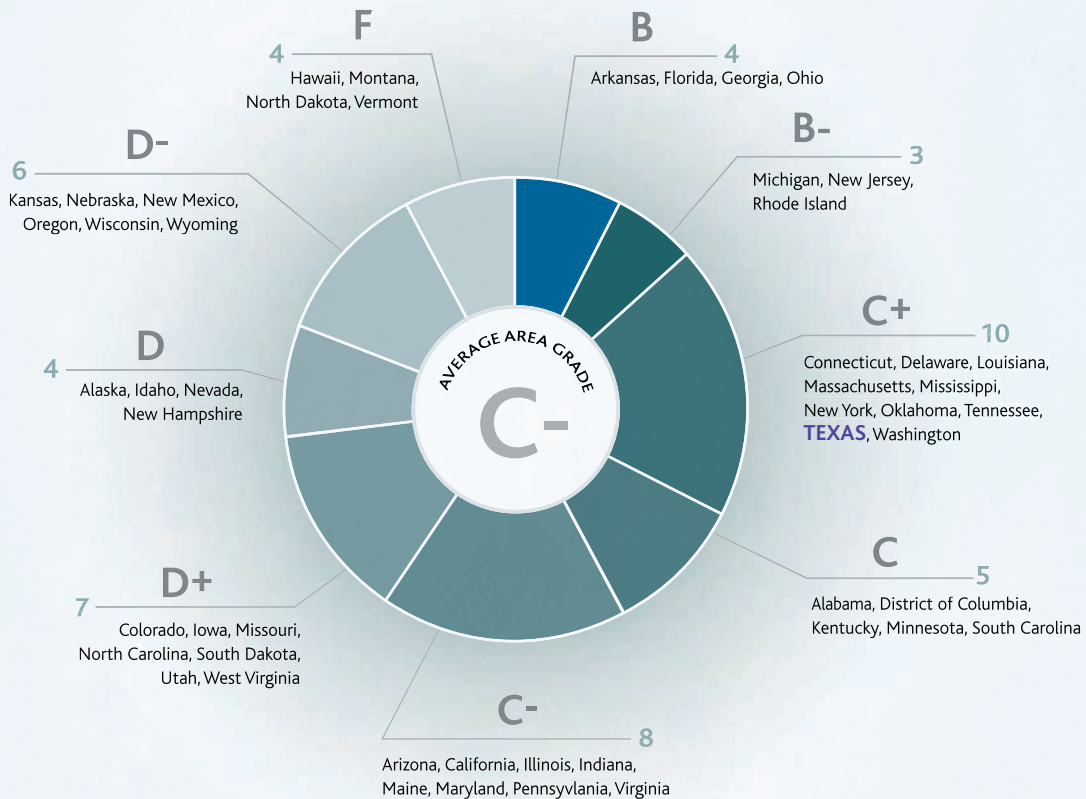 F
4
Hawaii, Montana,
North Dakota, Vermont
B
4
Arkansas, Florida, Georgia, Ohio
B-
3
Michigan, New Jersey,
Rhode Island
C+
10
Connecticut, Delaware, Louisiana,
Massachusetts, Mississippi,
New York, Oklahoma, Tennessee,
TEXAS, Washington
C
5
Alabama, District of Columbia,
Kentucky, Minnesota, South Carolina
C-
8
Arizona, California, Illinois, Indiana,
Maine, Maryland, Pennsyvlania, Virginia
D+
7
Colorado, Iowa, Missouri,
North Carolina, South Dakota,
Utah, West Virginia
D
4
Alaska, Idaho, Nevada,
New Hampshire
D-
6
Kansas, Nebraska, New Mexico,
Oregon, Wisconsin, Wyoming
AVERAGE AREA GRADE
C-